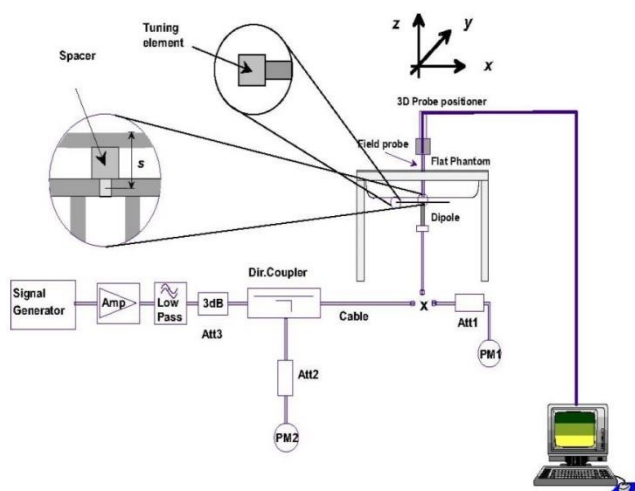 Tuning
element
Spacer
s
z
y
x
3D Probe positioner
Field probe
Flat Phantom
Dipole
Signal
Generator
Amp
Low
Pass
3dB
Att3
Dir.Coupler
Cable
x
Att1
PM1
Att2
PM2